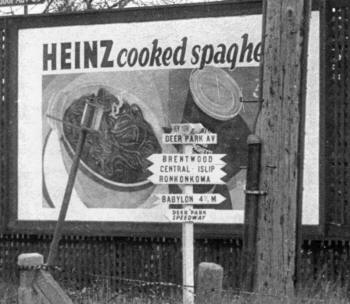 HEINZ cooked spaghe
DEER PARK AV
BRENTWOOD
CENTRAL - ISLIP
RONKONKOMA
BABYLON 4½ M
DEER PARK
SPEEDWAY